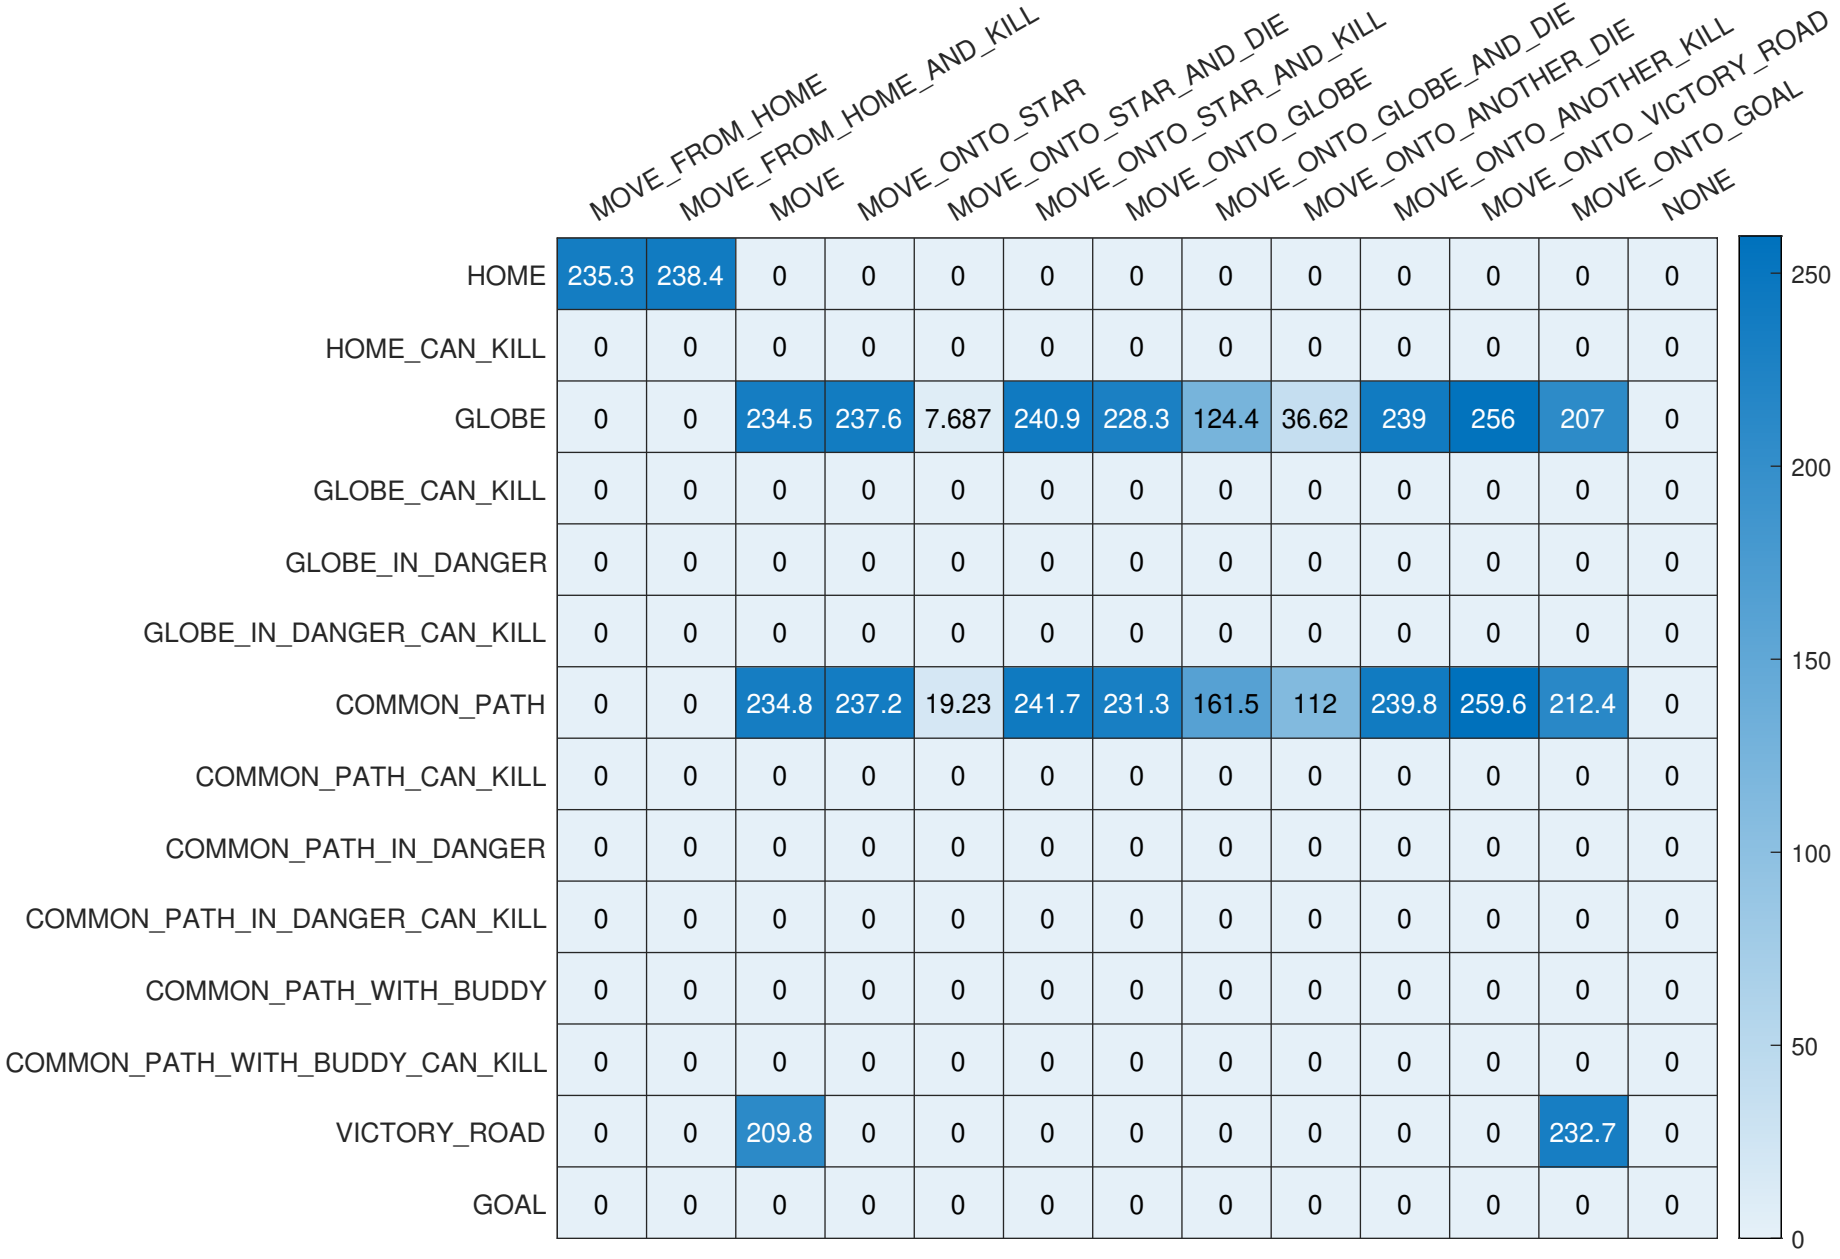 MOVE_FROM_HOME
MOVE_FROM_HOME_AND_KILL
MOVE
MOVE_ONTO_STAR
MOVE_ONTO_STAR_AND_DIE
MOVE_ONTO_STAR_AND_KILL
MOVE_ONTO_GLOBE
MOVE_ONTO_GLOBE_AND_DIE
MOVE_ONTO_ANOTHER_DIE
MOVE_ONTO_ANOTHER_KILL
MOVE_ONTO_VICTORY_ROAD
MOVE_ONTO_GOAL
NONE
HOME 235.3 238.4 0 0 0 0 0 0 0 0 0 0 0
HOME_CAN_KILL 0 0 0 0 0 0 0 0 0 0 0 0 0
GLOBE 0 0 234.5 237.6 7.687 240.9 228.3 124.4 36.62 239 256 207 0
GLOBE_CAN_KILL 0 0 0 0 0 0 0 0 0 0 0 0 0
GLOBE_IN_DANGER 0 0 0 0 0 0 0 0 0 0 0 0 0
GLOBE_IN_DANGER_CAN_KILL 0 0 0 0 0 0 0 0 0 0 0 0 0
COMMON_PATH 0 0 234.8 237.2 19.23 241.7 231.3 161.5 112 239.8 259.6 212.4 0
COMMON_PATH_CAN_KILL 0 0 0 0 0 0 0 0 0 0 0 0 0
COMMON_PATH_IN_DANGER 0 0 0 0 0 0 0 0 0 0 0 0 0
COMMON_PATH_IN_DANGER_CAN_KILL 0 0 0 0 0 0 0 0 0 0 0 0 0
COMMON_PATH_WITH_BUDDY 0 0 0 0 0 0 0 0 0 0 0 0 0
COMMON_PATH_WITH_BUDDY_CAN_KILL 0 0 0 0 0 0 0 0 0 0 0 0 0
VICTORY_ROAD 0 0 209.8 0 0 0 0 0 0 0 0 232.7 0
GOAL 0 0 0 0 0 0 0 0 0 0 0 0 0
250
200
150
100
50
0